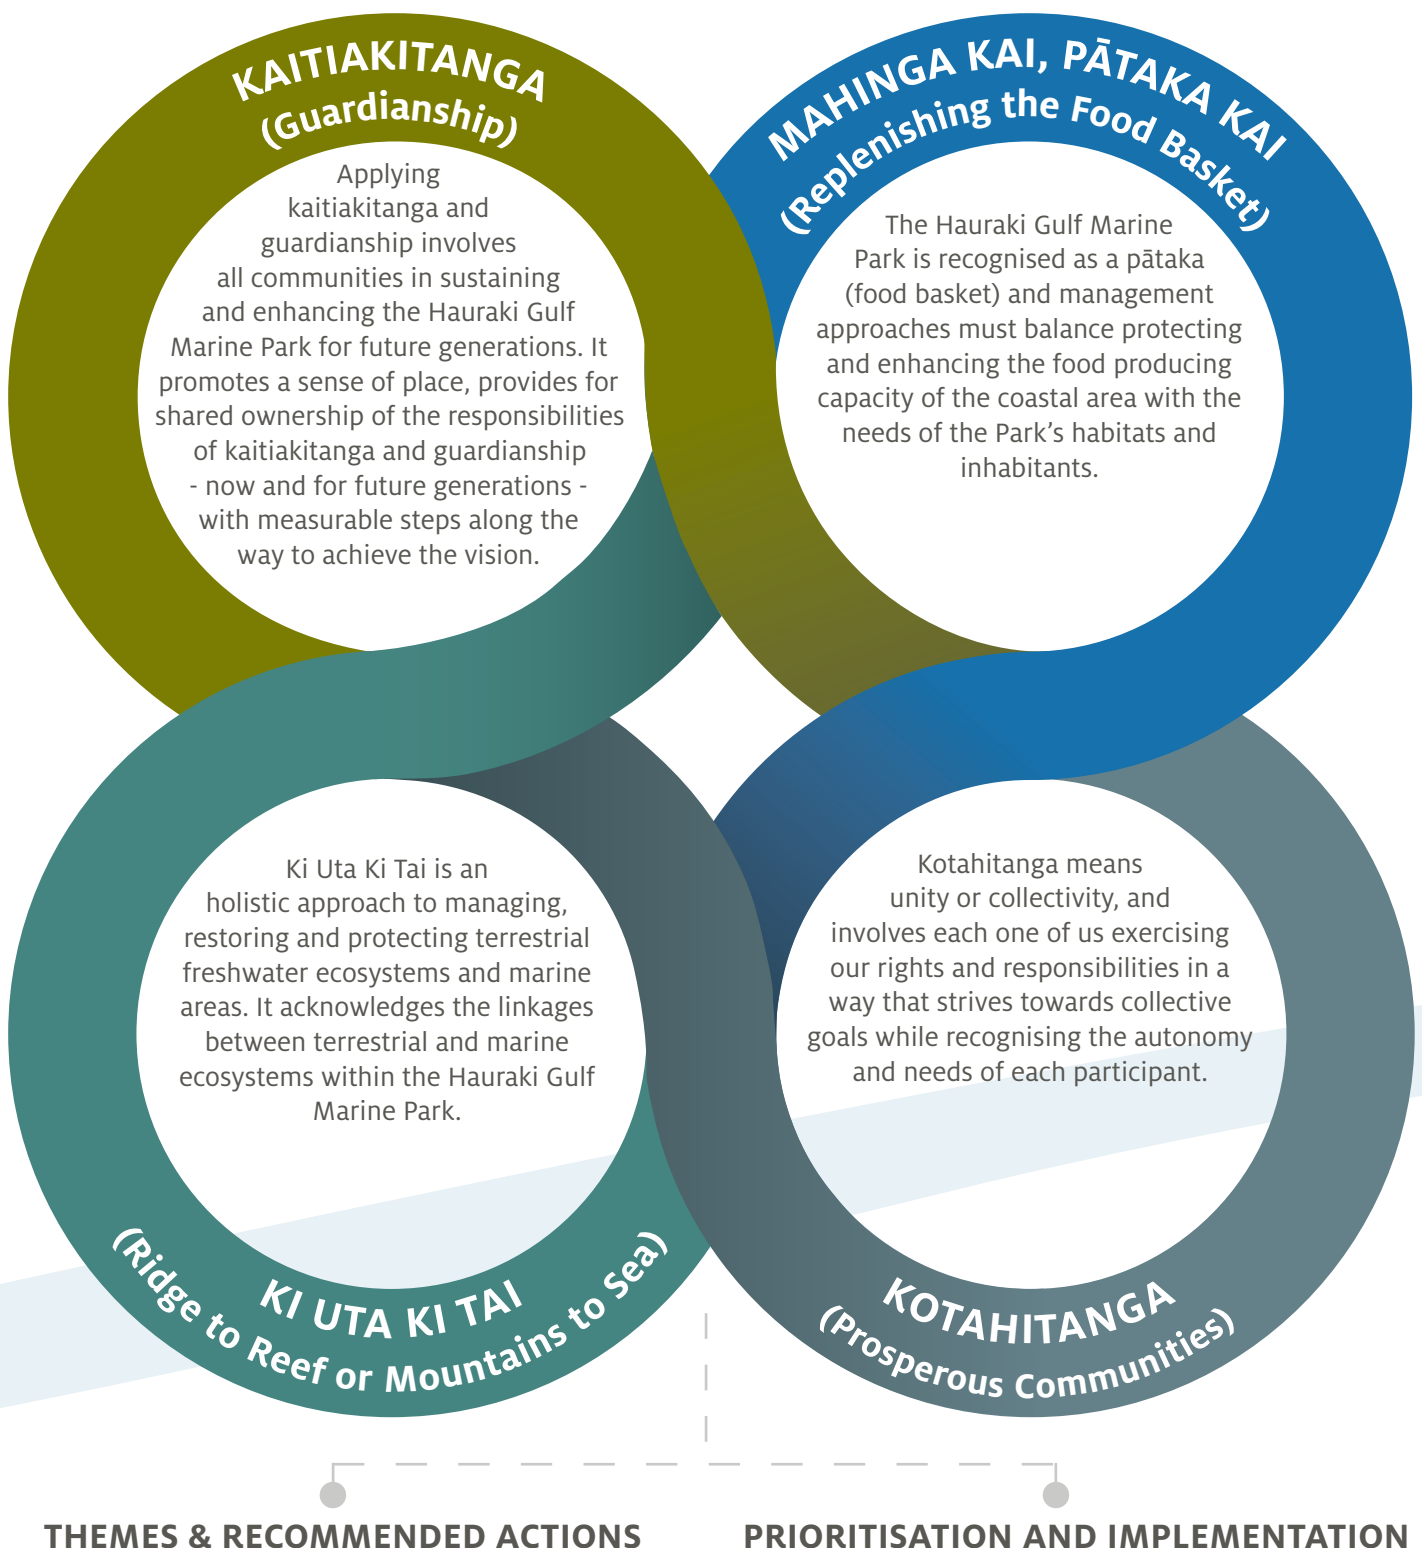 KAITIAKITANGA
(Guardianship)
Applying
kaitiakitanga and
guardianship involves
all communities in sustaining
and enhancing the Hauraki Gulf
Marine Park for future generations. It
promotes a sense of place, provides for
shared ownership of the responsibilities
of kaitiakitanga and guardianship
- now and for future generations -
with measurable steps along the
way to achieve the vision.
MAHINGA KAI, PĀTAKA KAI
(Replenishing the Food Basket)
The Hauraki Gulf Marine
Park is recognised as a pātaka
(food basket) and management
approaches must balance protecting
and enhancing the food producing
capacity of the coastal area with the
needs of the Park’s habitats and
inhabitants.
Ki Uta Ki Tai is an
holistic approach to managing,
restoring and protecting terrestrial
freshwater ecosystems and marine
areas. It acknowledges the linkages
between terrestrial and marine
ecosystems within the Hauraki Gulf
Marine Park.
KI UTA KI TAI
(Ridge to Reef or Mountains to Sea)
Kotahitanga means
unity or collectivity, and
involves each one of us exercising
our rights and responsibilities in a
way that strives towards collective
goals while recognising the autonomy
and needs of each participant.
KOTAHITANGA
(Prosperous Communities)
THEMES & RECOMMENDED ACTIONS
PRIORITISATION AND IMPLEMENTATION